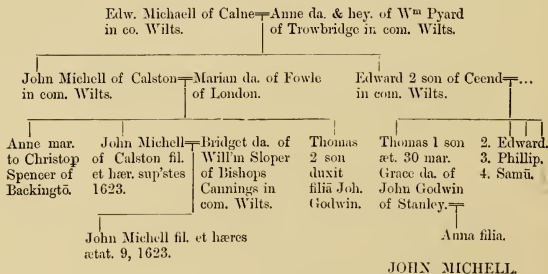 Edw. Michaell of Calne=Anne da. & hey. of Wm Pyard
in co. Wilts. of Trowbridge in com. Wilts.
John Michell of Calston=Marian da. of Fowle
in com. Wilts. of London.
Edward 2 son of Ceend=...
in com. Wilts.
Anne mar.
to Christop
Spencer of
Backingtō.
John Michell=Bridget da. of
of Calston fil. Will'm Sloper
et hær. sup'stes of Bishops
1623. Cannings in
com. Wilts.
Thomas
2 son
duxit
filiā Joh.
Godwin.
Thomas 1 son
æt. 30 mar.
Grace da. of
John Godwin
of Stanley.=
2. Edward.
3. Phillip.
4. Samū.
John Michell fil. et hæres
ætat. 9, 1623.
Anna filia.
JOHN MICHELL.